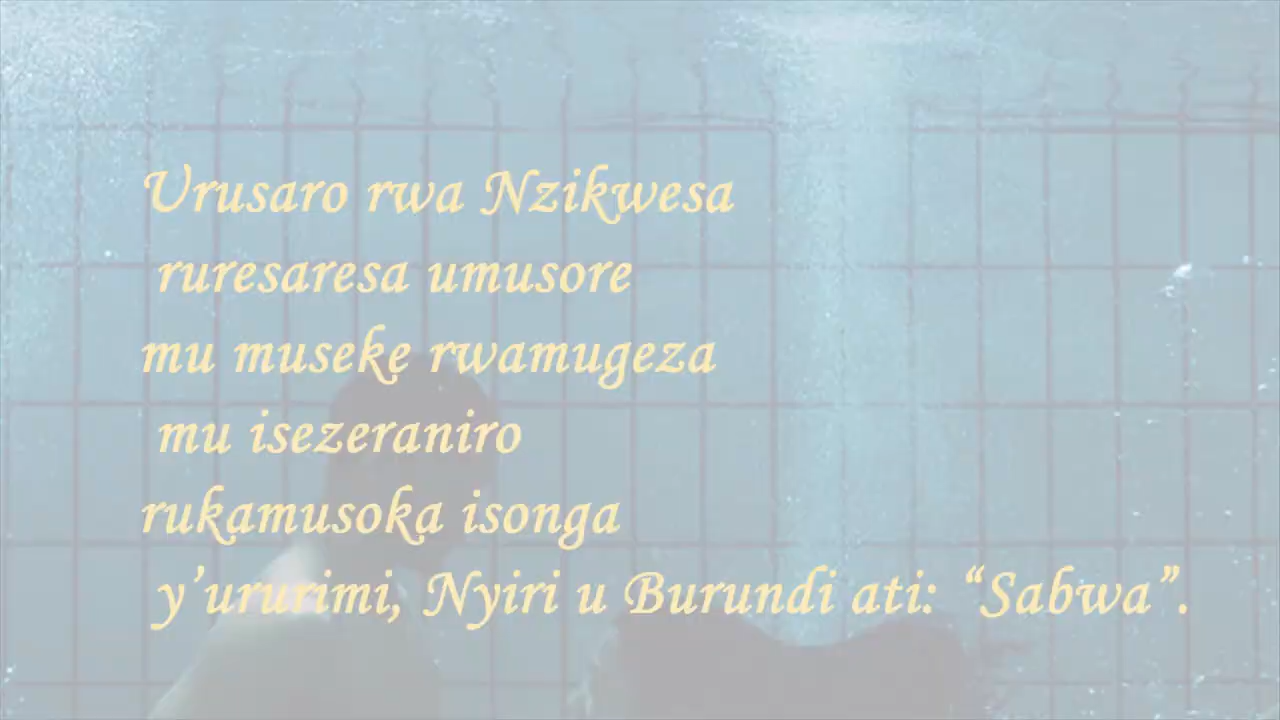 Urusaro rwa Nzikwesa
ruresaresa umusore
mu museke rwamugeza
mu isezeraniro
rukamusoka isonga
y’ururimi, Nyiri u Burundi ati: “Sabwa”.